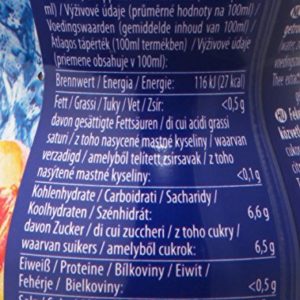 ml) / Výživové údaje (průměrné hodnoty na 100ml)
Voedingswaarden (gemiddelde inhoud van 100ml)
Átlagos tápérték (100ml termékben) / Výživové údaje
(priemerne obsahuje v 100ml):
Brennwert / Energia / Energie: 116 kJ (27 kcal)
Fett / Grassi / Tuky / Vet / Zsír: <0,5 g
davon gesättigte Fettsäuren / di cui acidi grassi
saturi / z toho nasycené mastné kyseliny / waarvan
verzadigd / amelyből telített zsírsavak / z toho
nasýtené mastné kyseliny: <0,1g
Kohlenhydrate / Carboidrati / Sacharidy /
Koolhydraten / Szénhidrát: 6,6 g
davon Zucker / di cui zuccheri / z toho cukry /
waarvan suikers / amelyből cukrok: 6,5 g
Eiweiß / Proteine / Bílkoviny / Eiwit /
Fehérje / Bielkoviny: <0,5 g